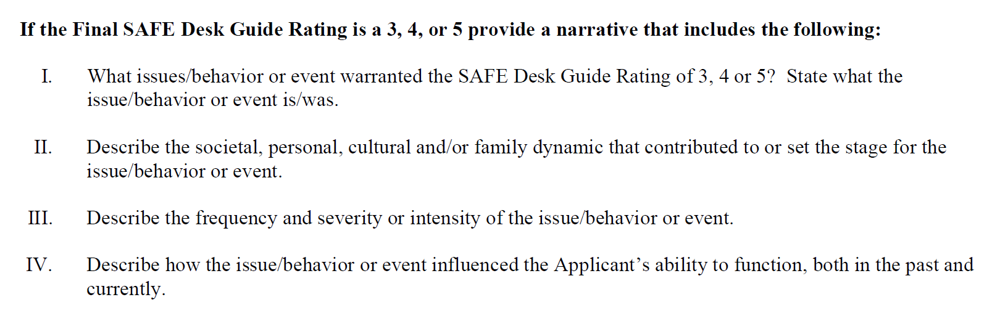 If the Final SAFE Desk Guide Rating is a 3, 4, or 5 provide a narrative that includes the following:
I. What issues/behavior or event warranted the SAFE Desk Guide Rating of 3, 4 or 5?  State what the
issue/behavior or event is/was.
II. Describe the societal, personal, cultural and/or family dynamic that contributed to or set the stage for the
issue/behavior or event.
III. Describe the frequency and severity or intensity of the issue/behavior or event.
IV. Describe how the issue/behavior or event influenced the Applicant’s ability to function, both in the past and
currently.